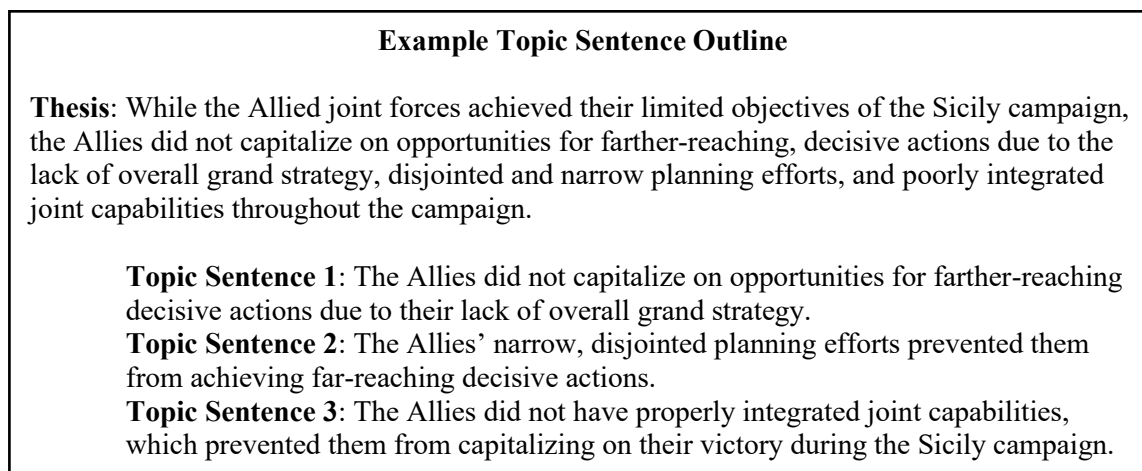 Example Topic Sentence Outline
Thesis: While the Allied joint forces achieved their limited objectives of the Sicily campaign,
the Allies did not capitalize on opportunities for farther-reaching, decisive actions due to the
lack of overall grand strategy, disjointed and narrow planning efforts, and poorly integrated
joint capabilities throughout the campaign.
Topic Sentence 1: The Allies did not capitalize on opportunities for farther-reaching
decisive actions due to their lack of overall grand strategy.
Topic Sentence 2: The Allies’ narrow, disjointed planning efforts prevented them
from achieving far-reaching decisive actions.
Topic Sentence 3: The Allies did not have properly integrated joint capabilities,
which prevented them from capitalizing on their victory during the Sicily campaign.